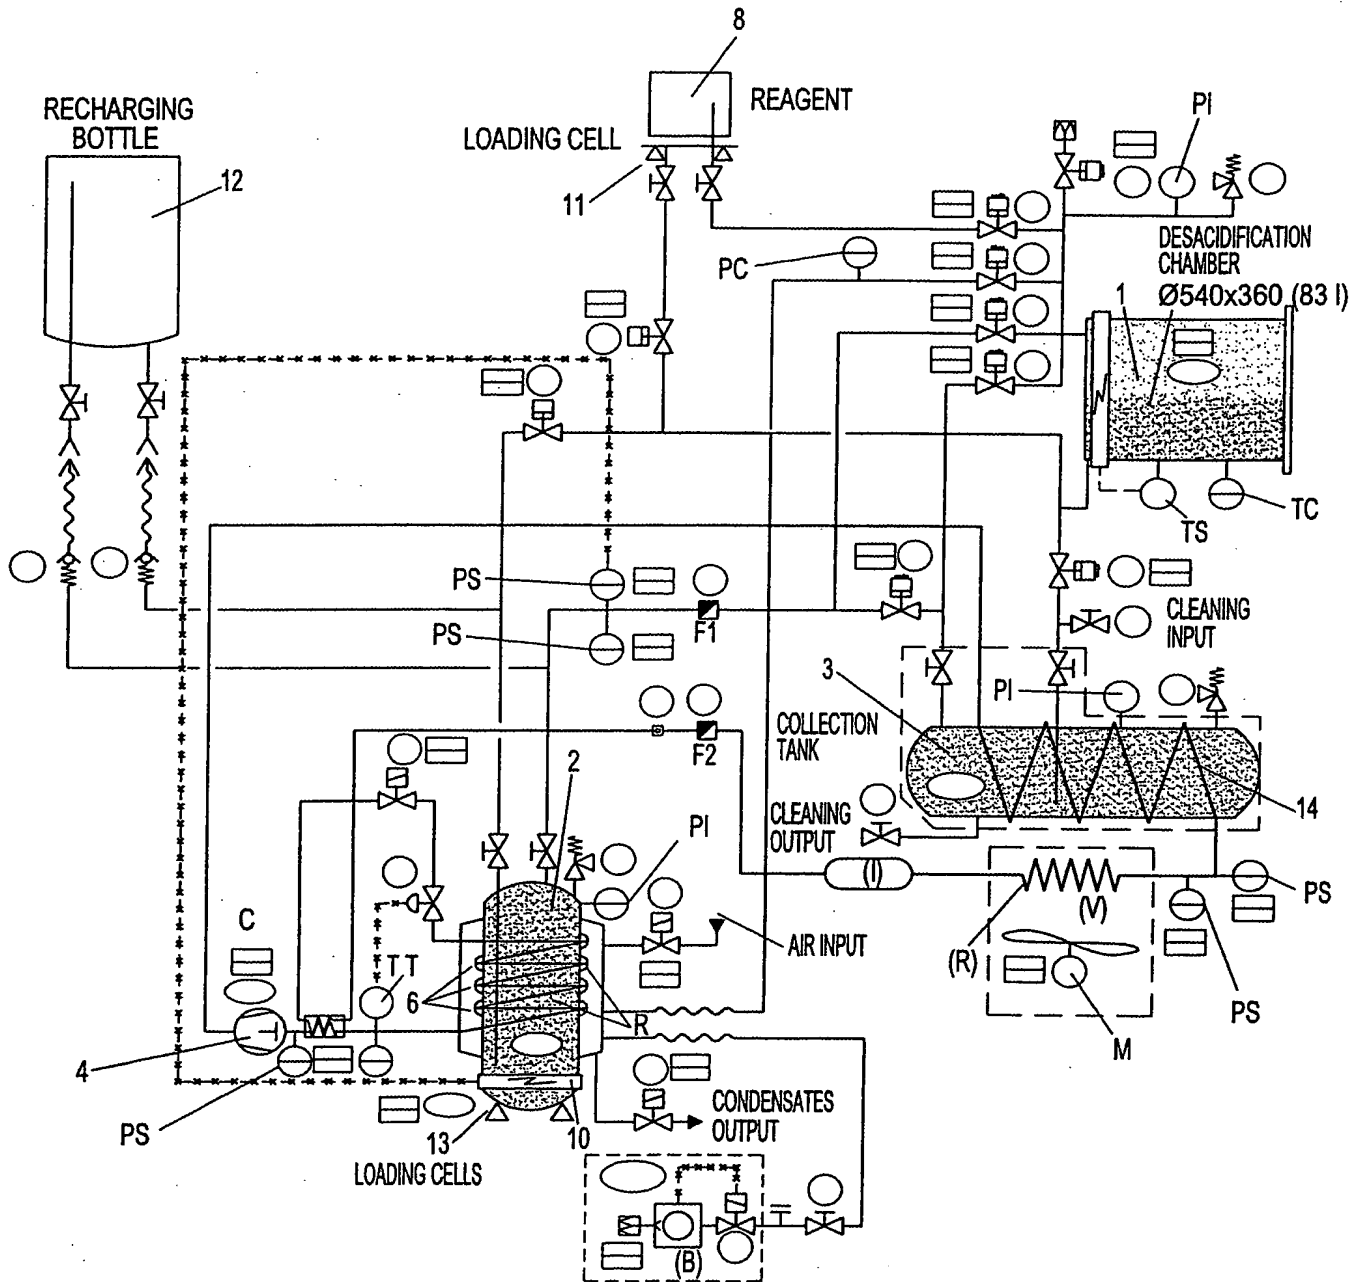 8
RECHARGING
BOTTLE
REAGENT
PI
LOADING CELL
12
11
DESACIDIFICATION
CHAMBER
PC
1
Ø540x360 (83 l)
TS
TC
PS
PS
F1
CLEANING
INPUT
3
PI
COLLECTION
TANK
F2
2
14
CLEANING
OUTPUT
PI
(I)
(V)
PS
C
AIR INPUT
(R)
TT
6
R
PS
M
4
PS
CONDENSATES
OUTPUT
13
10
LOADING CELLS
(B)